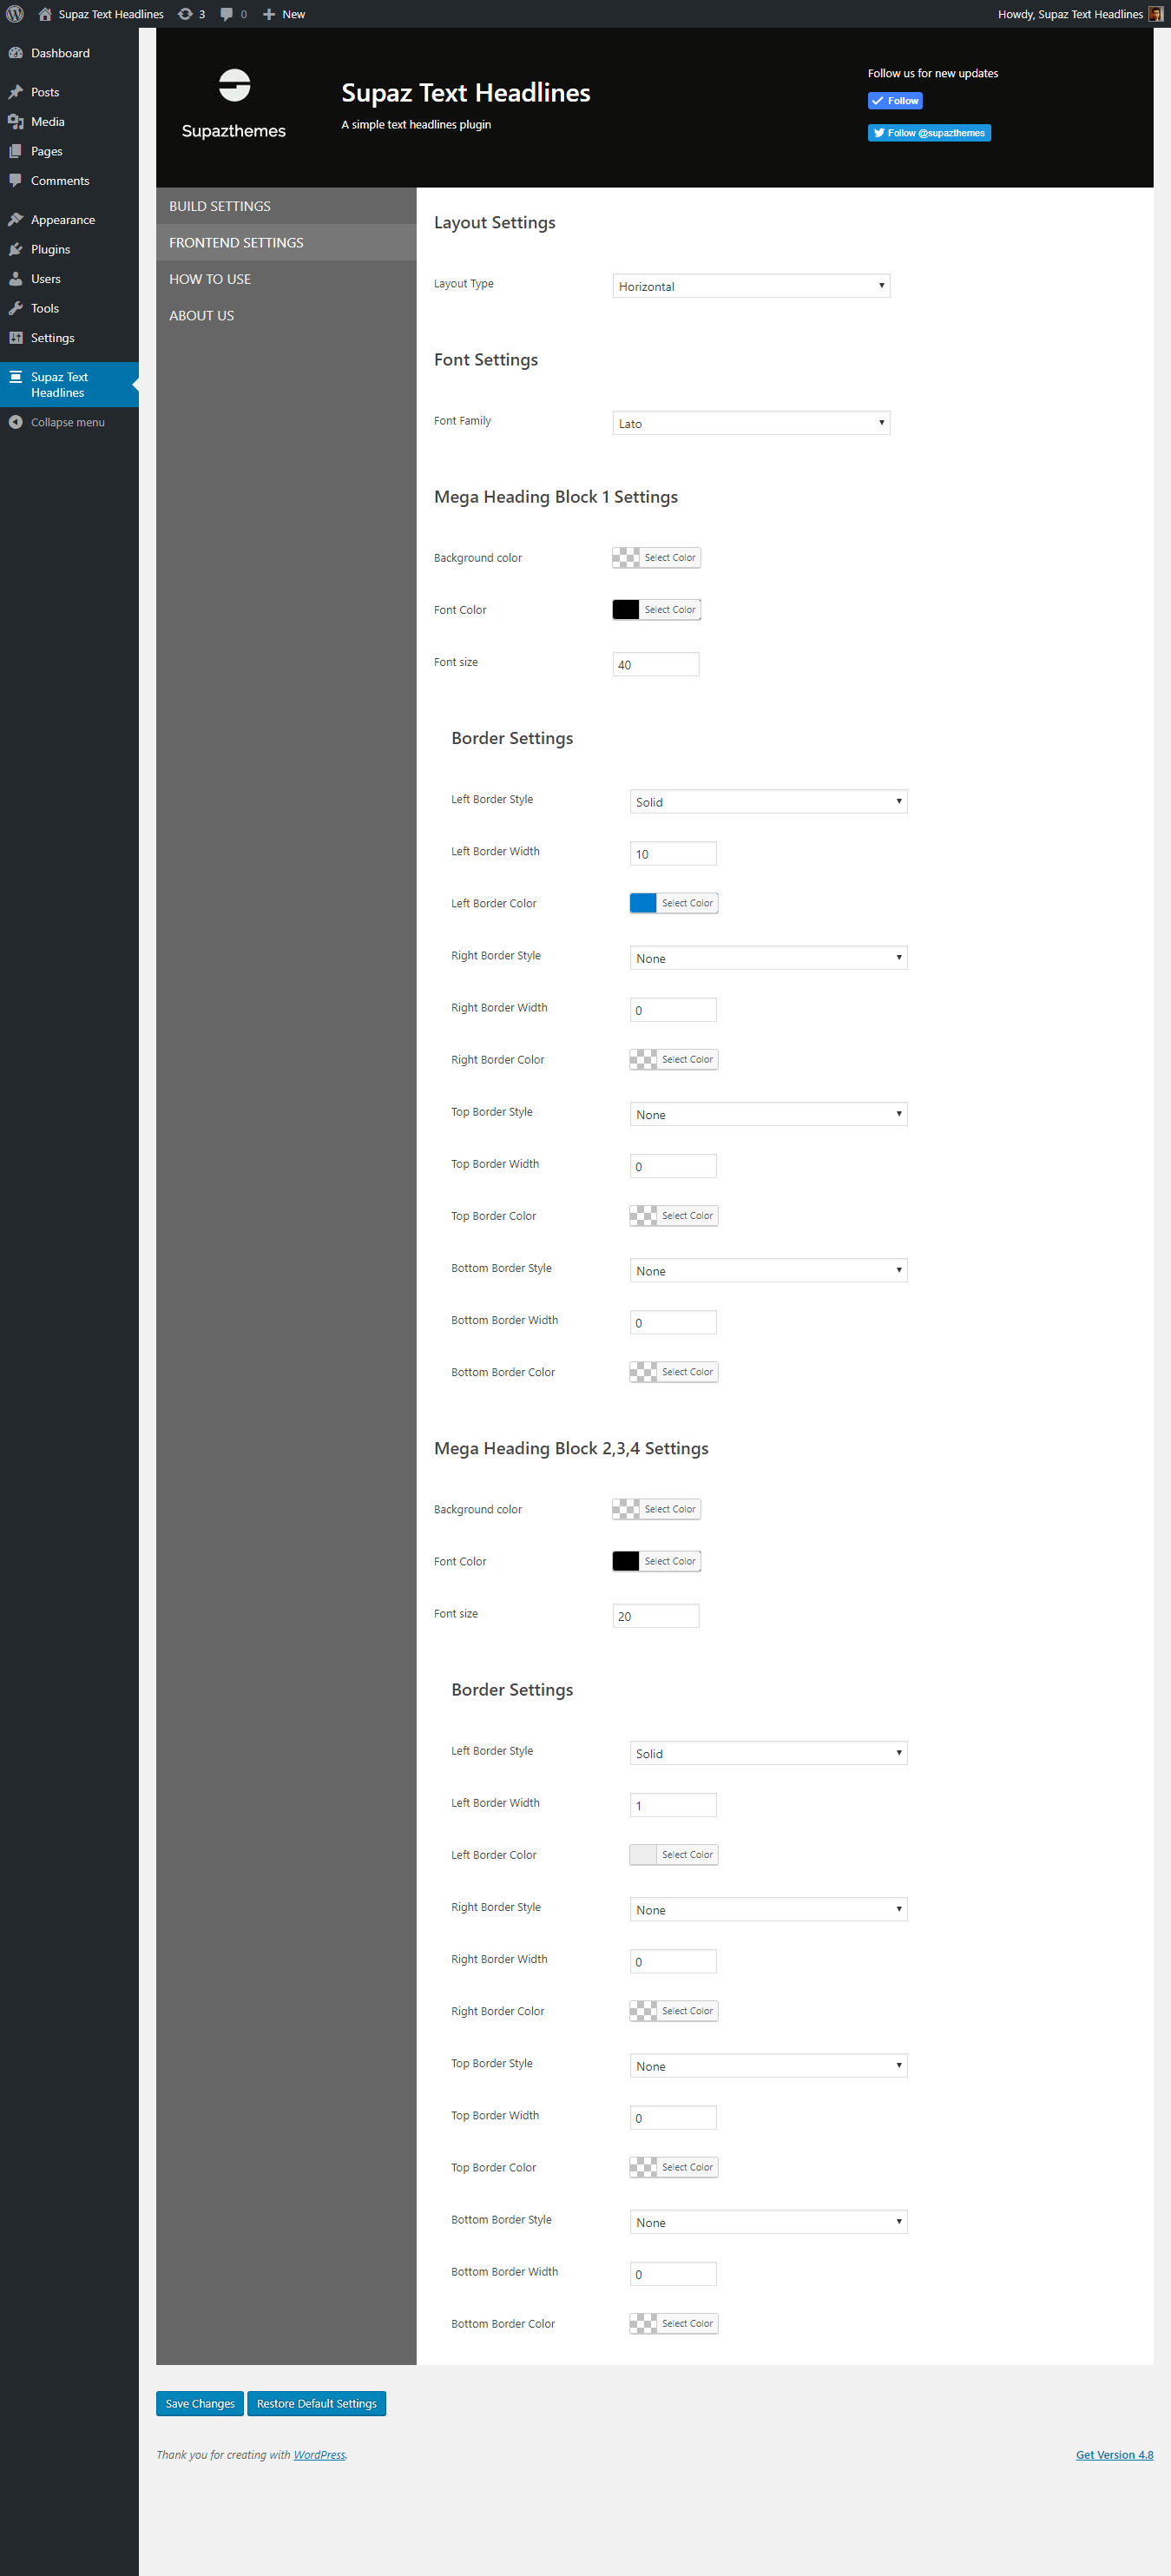 Supaz Text Headlines 3 0 New Howdy, Supaz Text Headlines
Dashboard
Posts
Media
Pages
Comments
Appearance
Plugins
Users
Tools
Settings
Supaz Text
Headlines
Collapse menu
Supazthemes
Supaz Text Headlines
A simple text headlines plugin
Follow us for new updates
Follow
Follow @supazthemes
BUILD SETTINGS
FRONTEND SETTINGS
HOW TO USE
ABOUT US
Layout Settings
Layout Type Horizontal
Font Settings
Font Family Lato
Mega Heading Block 1 Settings
Background color Select Color
Font Color Select Color
Font size 40
Border Settings
Left Border Style Solid
Left Border Width 10
Left Border Color Select Color
Right Border Style None
Right Border Width 0
Right Border Color Select Color
Top Border Style None
Top Border Width 0
Top Border Color Select Color
Bottom Border Style None
Bottom Border Width 0
Bottom Border Color Select Color
Mega Heading Block 2,3,4 Settings
Background color Select Color
Font Color Select Color
Font size 20
Border Settings
Left Border Style Solid
Left Border Width 1
Left Border Color Select Color
Right Border Style None
Right Border Width 0
Right Border Color Select Color
Top Border Style None
Top Border Width 0
Top Border Color Select Color
Bottom Border Style None
Bottom Border Width 0
Bottom Border Color Select Color
Save Changes Restore Default Settings
Thank you for creating with WordPress. Get Version 4.8